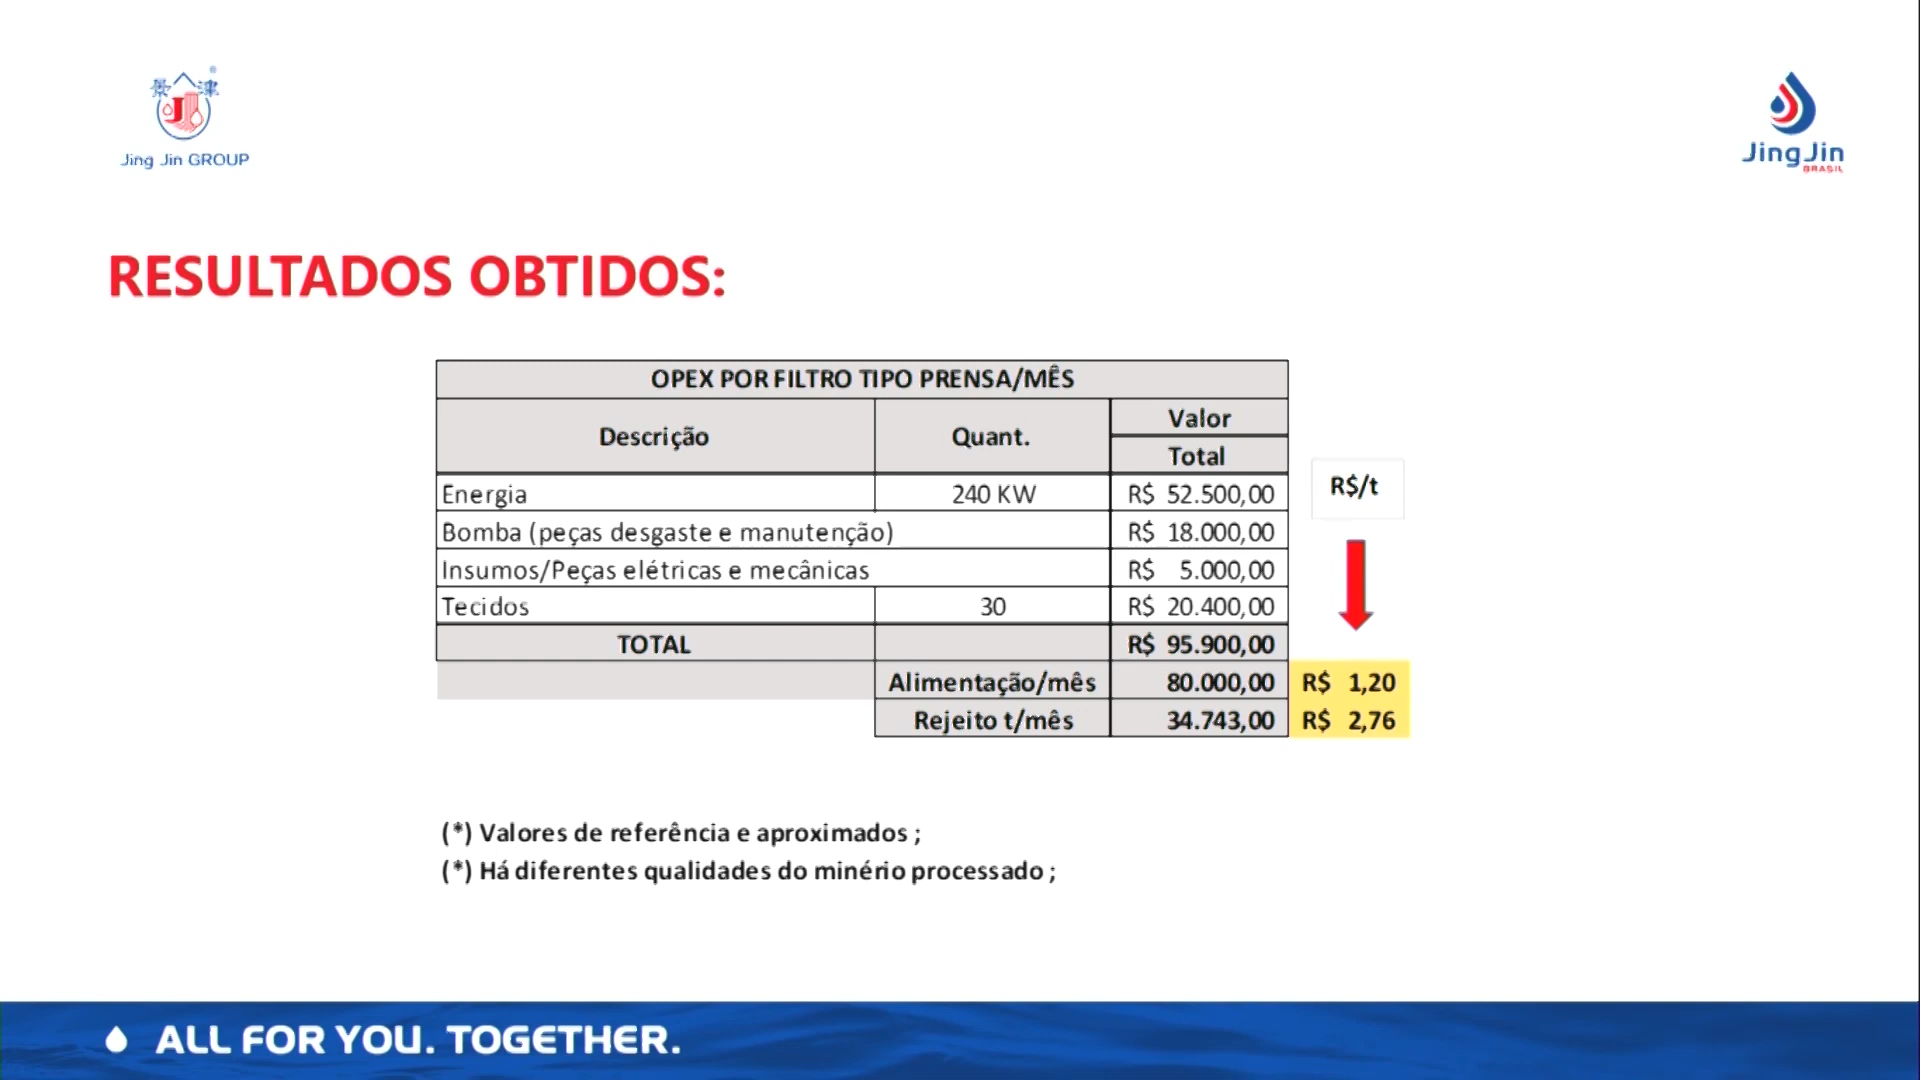 景 津 ®
Jing Jin GROUP
JingJin
BRASIL
RESULTADOS OBTIDOS:
OPEX POR FILTRO TIPO PRENSA/MÊS
Descrição Quant. Valor
Total
Energia 240 KW R$ 52.500,00
Bomba (peças desgaste e manutenção) R$ 18.000,00
Insumos/Peças elétricas e mecânicas R$ 5.000,00
Tecidos 30 R$ 20.400,00
TOTAL R$ 95.900,00
R$/t
Alimentação/mês 80.000,00 R$ 1,20
Rejeito t/mês 34.743,00 R$ 2,76
(*) Valores de referência e aproximados ;
(*) Há diferentes qualidades do minério processado ;
ALL FOR YOU. TOGETHER.